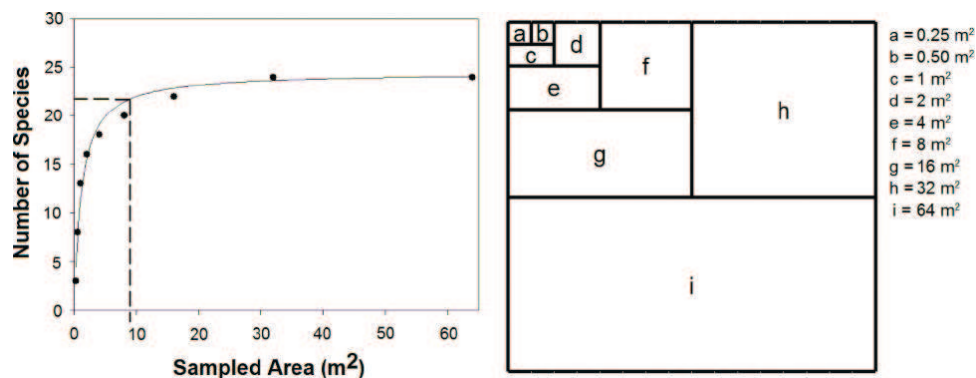 30
25
20
15
10
5
0
Number of Species
0 10 20 30 40 50 60
Sampled Area (m²)
a b
c
d
e
f
g
h
i
a = 0.25 m²
b = 0.50 m²
c = 1 m²
d = 2 m²
e = 4 m²
f = 8 m²
g = 16 m²
h = 32 m²
i = 64 m²